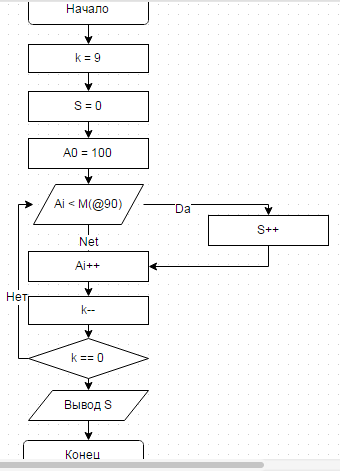 Начало
k = 9
S = 0
A0 = 100
Ai < M(@90)
Da
S++
Net
Ai++
Нет
k--
k == 0
Вывод S
Конец